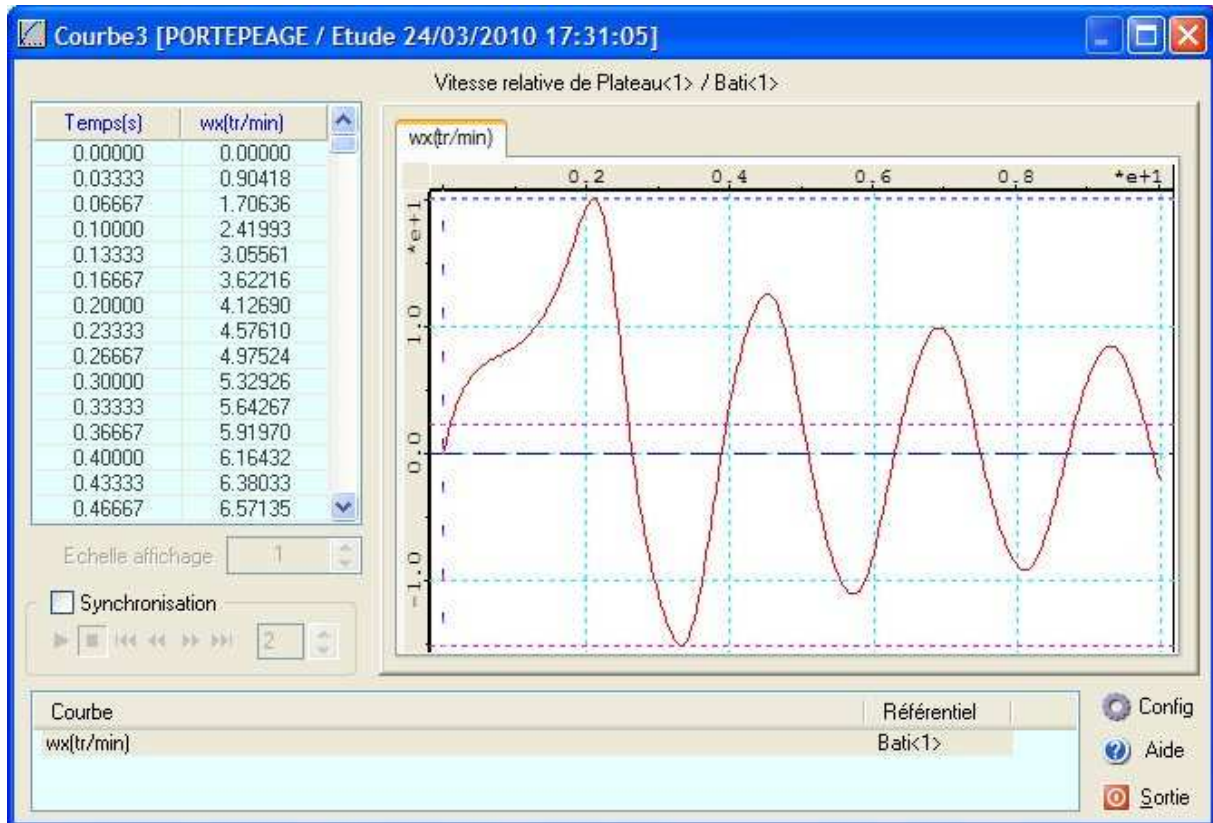 Courbe3 [PORTEPEAGE / Etude 24/03/2010 17:31:05]
Vitesse relative de Plateau<1> / Bati<1>
Temps(s) wx(tr/min)
0.00000 0.00000
0.03333 0.90418
0.06667 1.70636
0.10000 2.41993
0.13333 3.05561
0.16667 3.62216
0.20000 4.12690
0.23333 4.57610
0.26667 4.97524
0.30000 5.32926
0.33333 5.64267
0.36667 5.91970
0.40000 6.16432
0.43333 6.38033
0.46667 6.57135
wx(tr/min)
0.2 0.4 0.6 0.8 *e+1
*e+1
1.0
0.0
-1.0
Echelle affichage 1
Synchronisation
2
Courbe Référentiel
wx(tr/min) Bati<1>
Config
Aide
Sortie